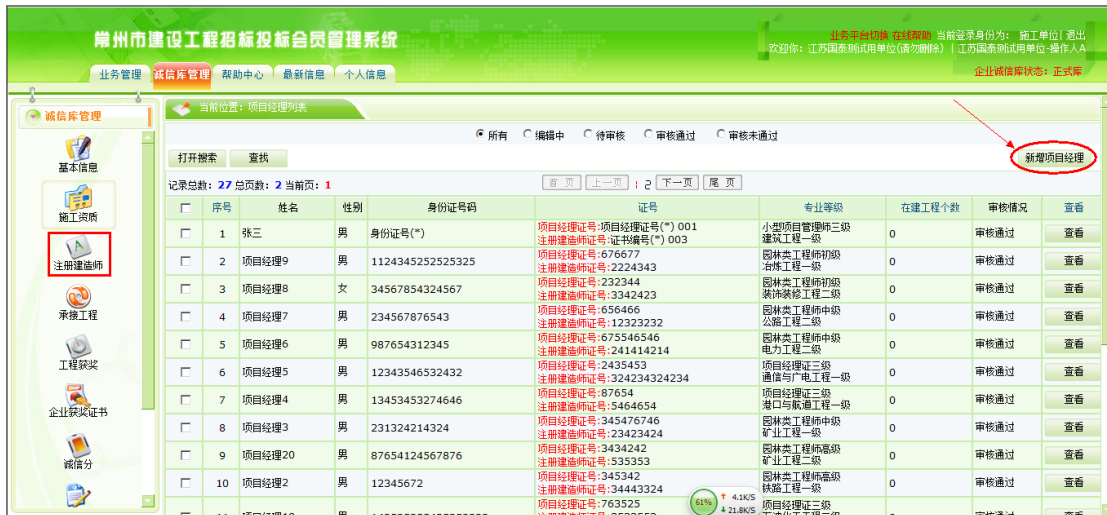 常州市建设工程招标投标会员管理系统
业务平台切换 在线帮助 当前登录身份为: 施工单位| 退出
欢迎你: 江苏国泰测试用单位(请勿删除) | 江苏国泰测试用单位-操作人A
业务管理 诚信库管理 帮助中心 最新信息 个人信息
企业诚信库状态: 正式库
诚信库管理
当前位置: 项目经理列表
所有 编辑中 待审核 审核通过 审核未通过
打开搜索 查找 新增项目经理
记录总数: 27 总页数: 2 当前页: 1 首 页 上一页 1 2 下一页 尾 页
基本信息
施工资质
注册建造师
承接工程
工程获奖
企业获奖证书
诚信分
序号 姓名 性别 身份证号码 证号 专业等级 在建工程个数 审核情况 查看
1 张三 男 身份证号(*) 项目经理证号:项目经理证号(*) 001 小型项目管理师三级 0 审核通过 查看
注册建造师证号:证书编号(*) 003 建筑工程一级
2 项目经理9 男 1124345252525325 项目经理证号:676677 园林类工程师初级 0 审核通过 查看
注册建造师证号:2224343 冶炼工程一级
3 项目经理8 女 34567854324567 项目经理证号:232344 园林类工程师初级 0 审核通过 查看
注册建造师证号:3342423 装饰装修工程二级
4 项目经理7 男 234567876543 项目经理证号:656466 园林类工程师中级 0 审核通过 查看
注册建造师证号:12323232 公路工程二级
5 项目经理6 男 987654312345 项目经理证号:675546546 园林类工程师中级 0 审核通过 查看
注册建造师证号:241414214 电力工程二级
6 项目经理5 男 12343546532432 项目经理证号:2435453 项目经理证三级 0 审核通过 查看
注册建造师证号:324234324234 通信与广电工程一级
7 项目经理4 男 13453453274646 项目经理证号:87654 项目经理证三级 0 审核通过 查看
注册建造师证号:5464654 港口与航道工程一级
8 项目经理3 男 231324214324 项目经理证号:345476746 园林类工程师中级 0 审核通过 查看
注册建造师证号:23423424 矿业工程一级
9 项目经理20 男 87654124567876 项目经理证号:3434242 园林类工程师高级 0 审核通过 查看
注册建造师证号:535353 矿业工程二级
10 项目经理2 男 12345672 项目经理证号:345342 园林类工程师高级 0 审核通过 查看
注册建造师证号:34443324 铁路工程一级
项目经理证号:763525 项目经理证三级
61% 4.1K/S
21.8K/S